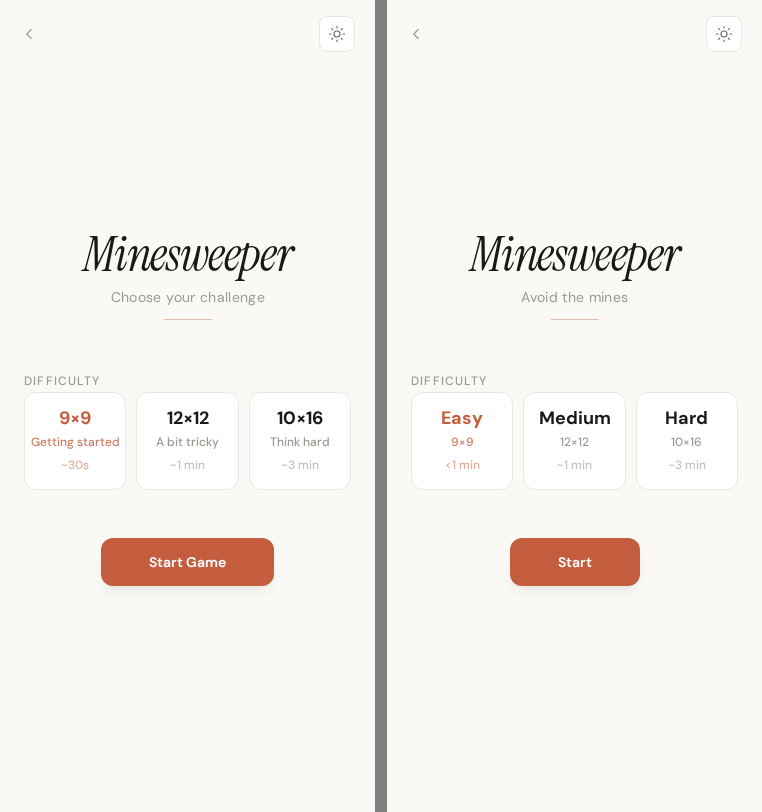 Minesweeper
Choose your challenge
DIFFICULTY
9×9
Getting started
~30s
12×12
A bit tricky
~1 min
10×16
Think hard
~3 min
Start Game
Minesweeper
Avoid the mines
DIFFICULTY
Easy
9×9
<1 min
Medium
12×12
~1 min
Hard
10×16
~3 min
Start